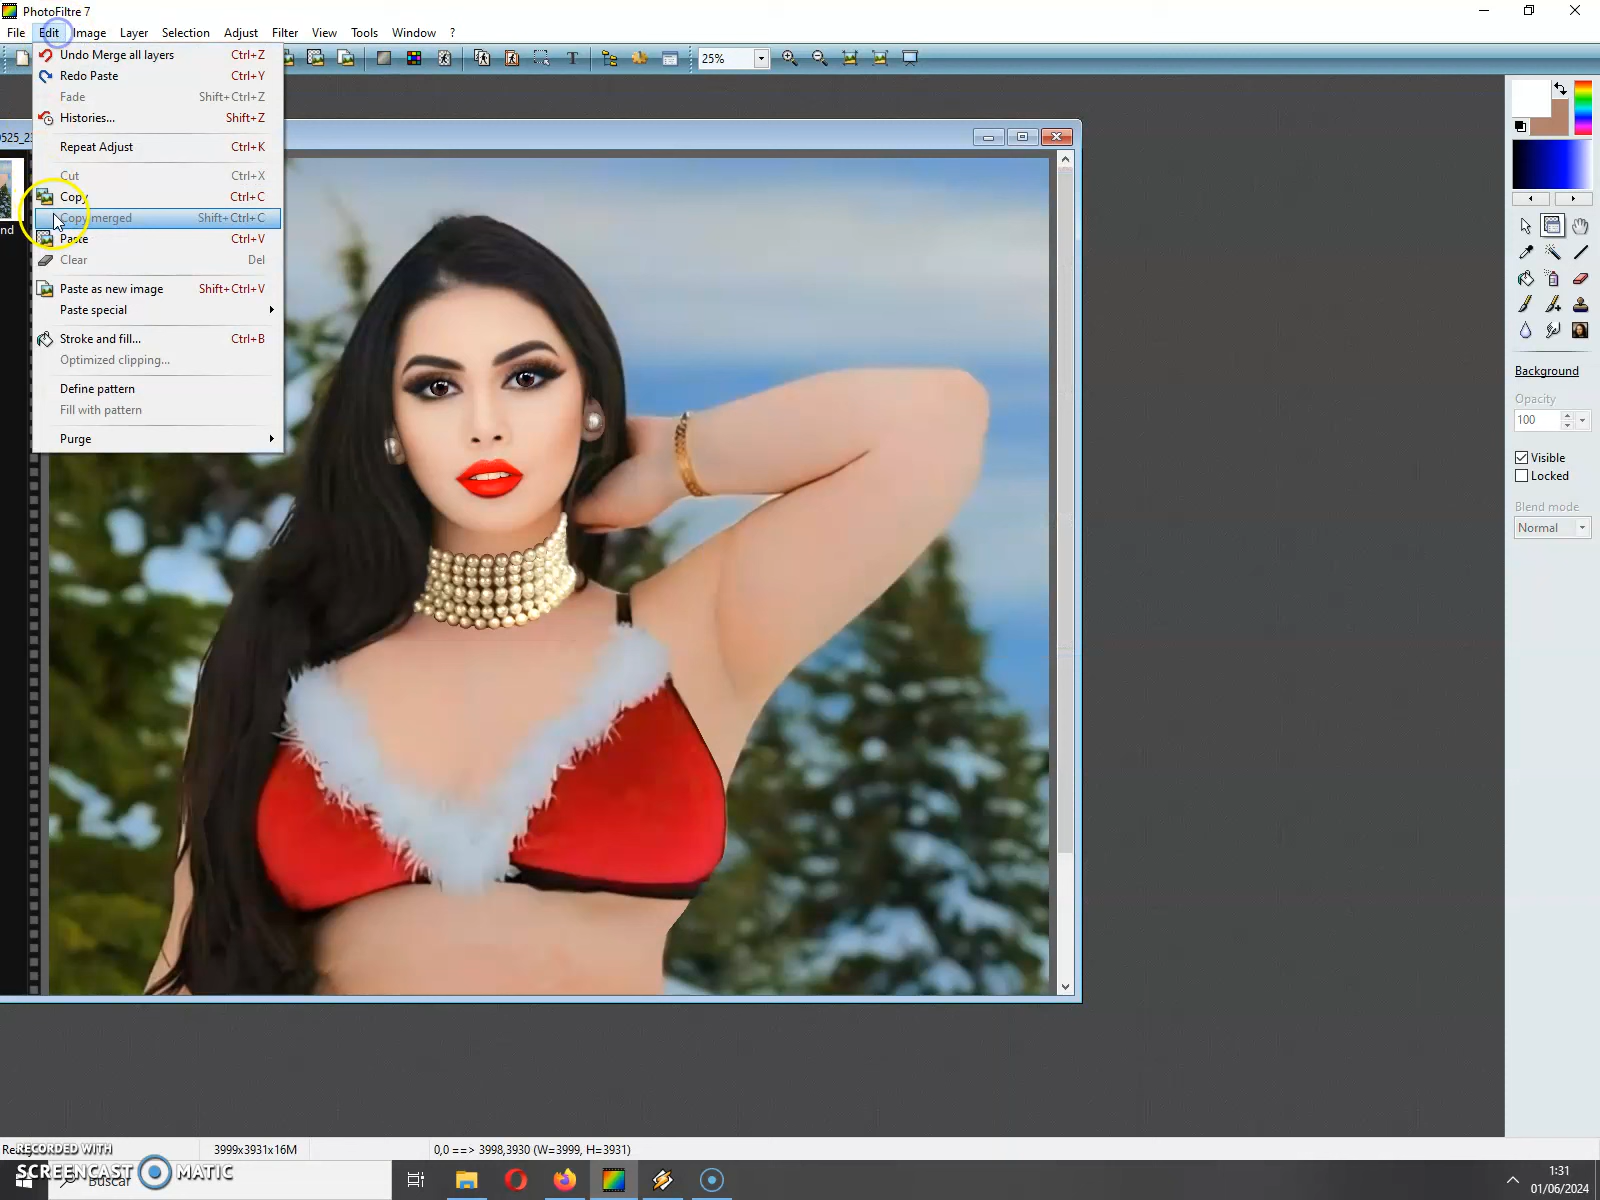 PhotoFiltre 7
File Edit Image Layer Selection Adjust Filter View Tools Window ?
25%
Undo Merge all layers Ctrl+Z
Redo Paste Ctrl+Y
Fade Shift+Ctrl+Z
Histories... Shift+Z
Repeat Adjust Ctrl+K
Cut Ctrl+X
Copy Ctrl+C
Copy merged Shift+Ctrl+C
Paste Ctrl+V
Clear Del
Paste as new image Shift+Ctrl+V
Paste special
Stroke and fill... Ctrl+B
Optimized clipping...
Define pattern
Fill with pattern
Purge
Background
Opacity
100
Visible
Locked
Blend mode
Normal
3999x3931x16M 0,0 ==> 3998,3930 (W=3999, H=3931)
RECORDED WITH
SCREENCAST MATIC
Buscar
1:31
01/06/2024